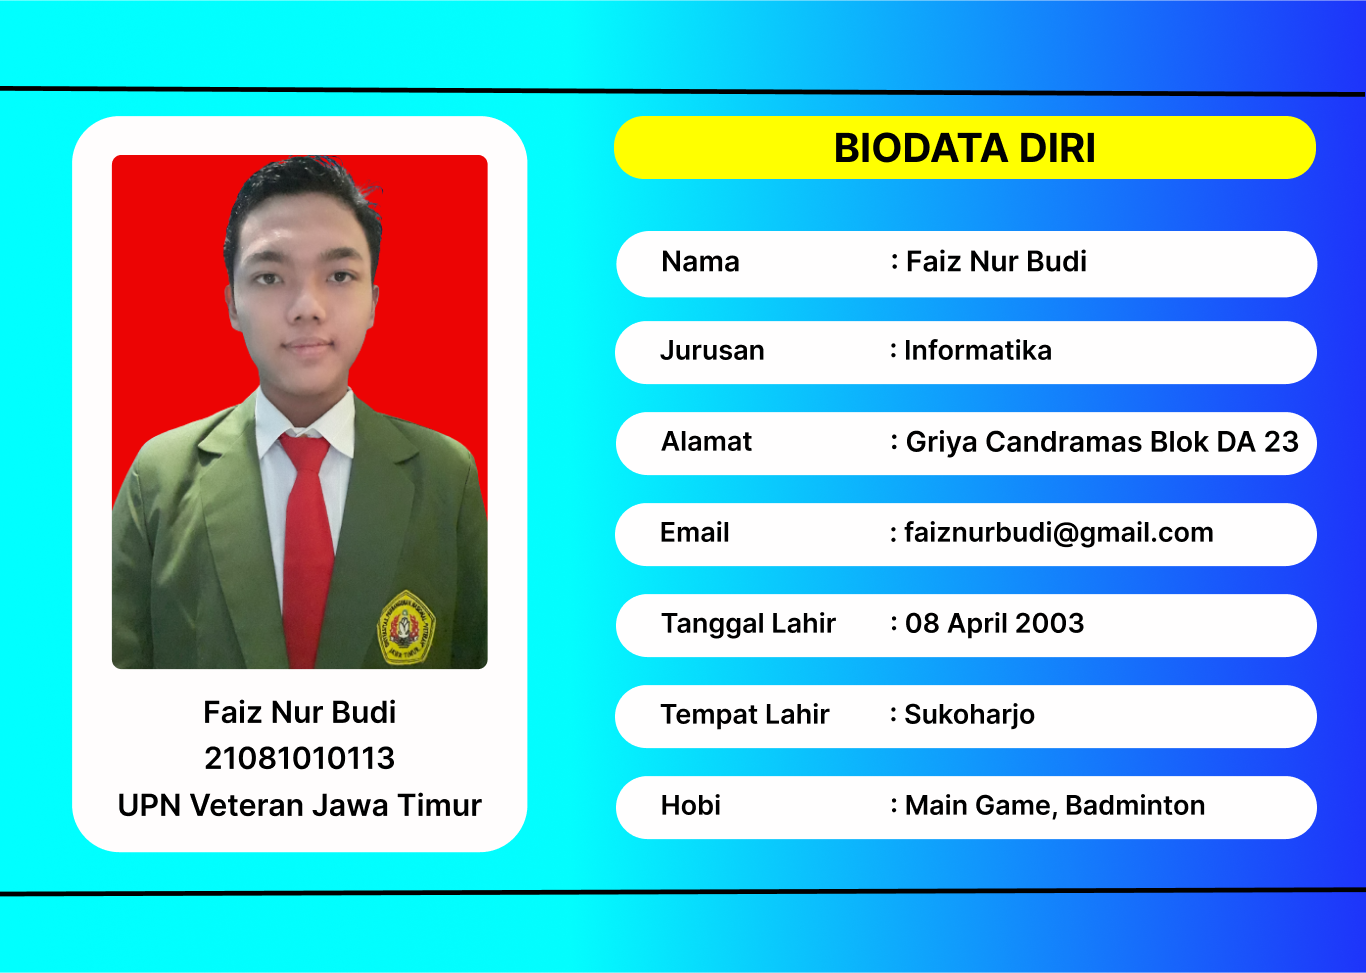 BIODATA DIRI
Nama : Faiz Nur Budi
Jurusan : Informatika
Alamat : Griya Candramas Blok DA 23
Email : faiznurbudi@gmail.com
Tanggal Lahir : 08 April 2003
Tempat Lahir : Sukoharjo
Hobi : Main Game, Badminton
Faiz Nur Budi
21081010113
UPN Veteran Jawa Timur
JAWA TIMUR